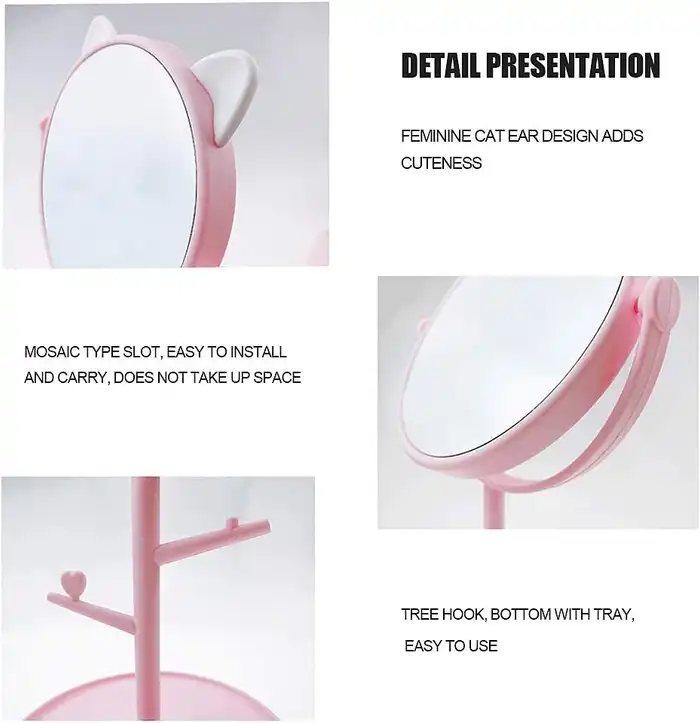 DETAIL PRESENTATION
FEMININE CAT EAR DESIGN ADDS
CUTENESS
MOSAIC TYPE SLOT, EASY TO INSTALL
AND CARRY, DOES NOT TAKE UP SPACE
TREE HOOK, BOTTOM WITH TRAY,
EASY TO USE